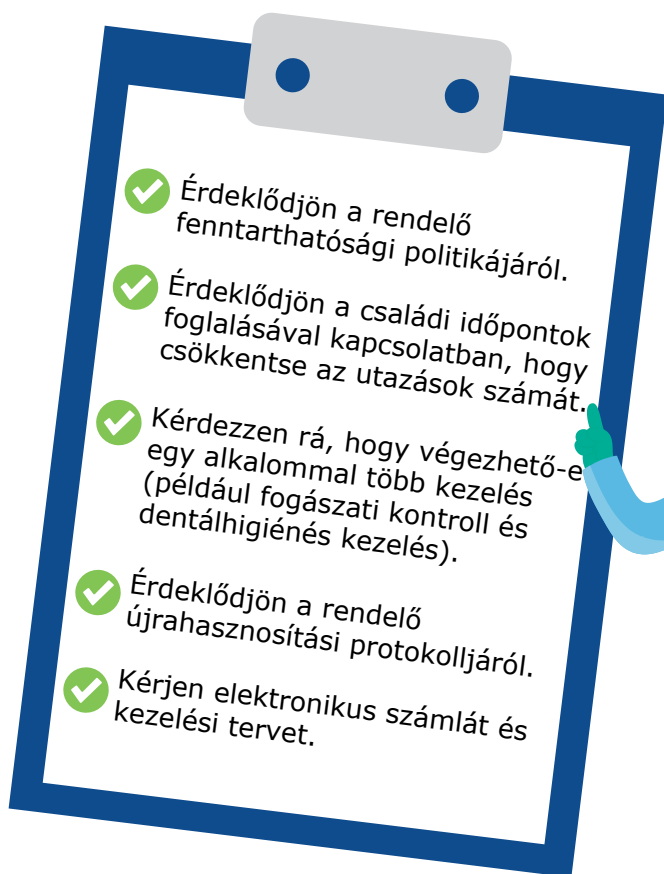 Érdeklődjön a rendelő
fenntarthatósági politikájáról.
Érdeklődjön a családi időpontok
foglalásával kapcsolatban, hogy
csökkentse az utazások számát.
Kérdezzen rá, hogy végezhető-e
egy alkalommal több kezelés
(például fogászati kontroll és
dentálhigiénés kezelés).
Érdeklődjön a rendelő
újrahasznosítási protokolljáról.
Kérjen elektronikus számlát és
kezelési tervet.